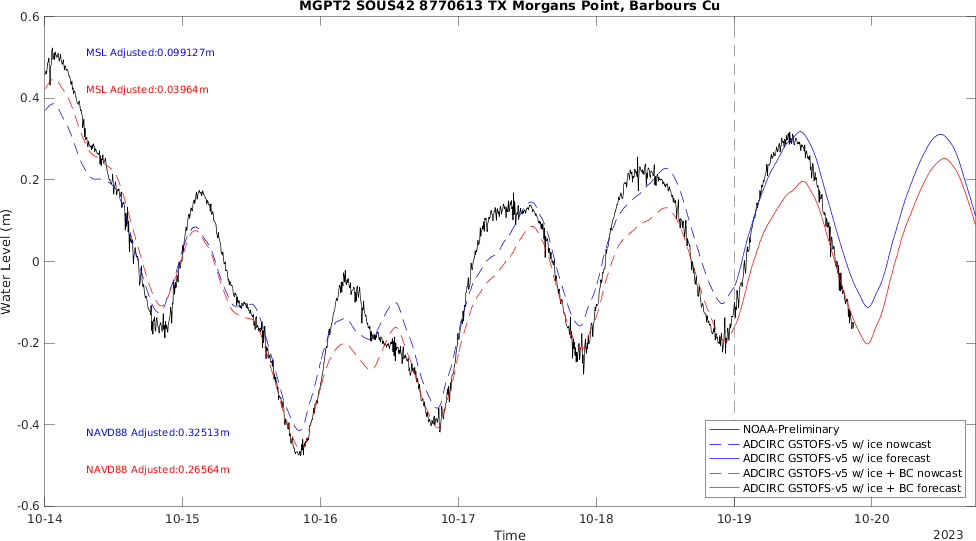 MGPT2 SOUS42 8770613 TX Morgans Point, Barbours Cu
0.6
MSL Adjusted:0.099127m
MSL Adjusted:0.03964m
0.4
0.2
0
-0.2
-0.4
-0.6
Water Level (m)
NAVD88 Adjusted:0.32513m
NAVD88 Adjusted:0.26564m
NOAA-Preliminary
ADCIRC GSTOFS-v5 w/ ice nowcast
ADCIRC GSTOFS-v5 w/ ice forecast
ADCIRC GSTOFS-v5 w/ ice + BC nowcast
ADCIRC GSTOFS-v5 w/ ice + BC forecast
10-14 10-15 10-16 10-17 10-18 10-19 10-20
Time
2023